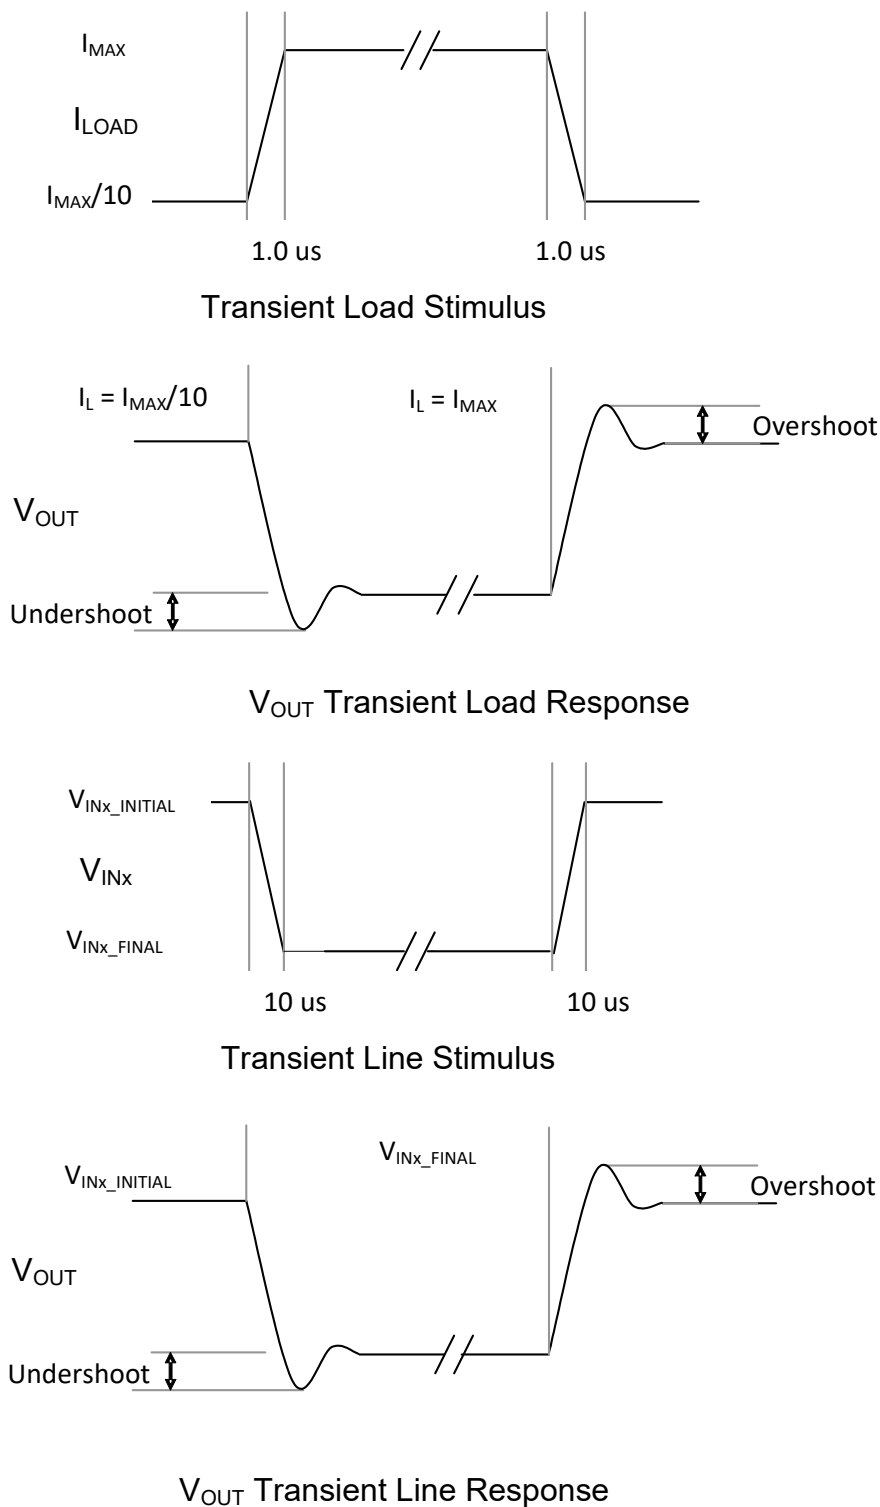 I_MAX
I_LOAD
I_MAX/10
1.0 us 1.0 us
Transient Load Stimulus
I_L = I_MAX/10 I_L = I_MAX
Overshoot
V_OUT
Undershoot
V_OUT Transient Load Response
V_INx_INITIAL
V_INx
V_INx_FINAL
10 us 10 us
Transient Line Stimulus
V_INx_INITIAL V_INx_FINAL
Overshoot
V_OUT
Undershoot
V_OUT Transient Line Response